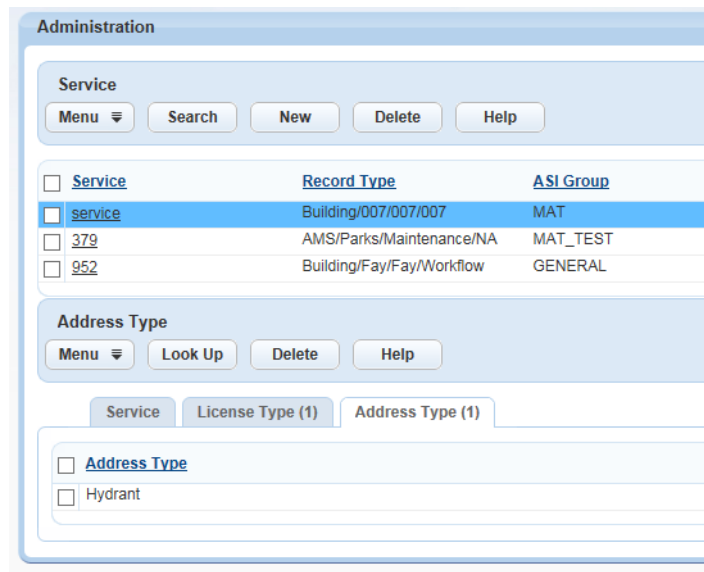 Administration
Service
Menu Search New Delete Help
Service Record Type ASI Group
service Building/007/007/007 MAT
379 AMS/Parks/Maintenance/NA MAT_TEST
952 Building/Fay/Fay/Workflow GENERAL
Address Type
Menu Look Up Delete Help
Service License Type (1) Address Type (1)
Address Type
Hydrant